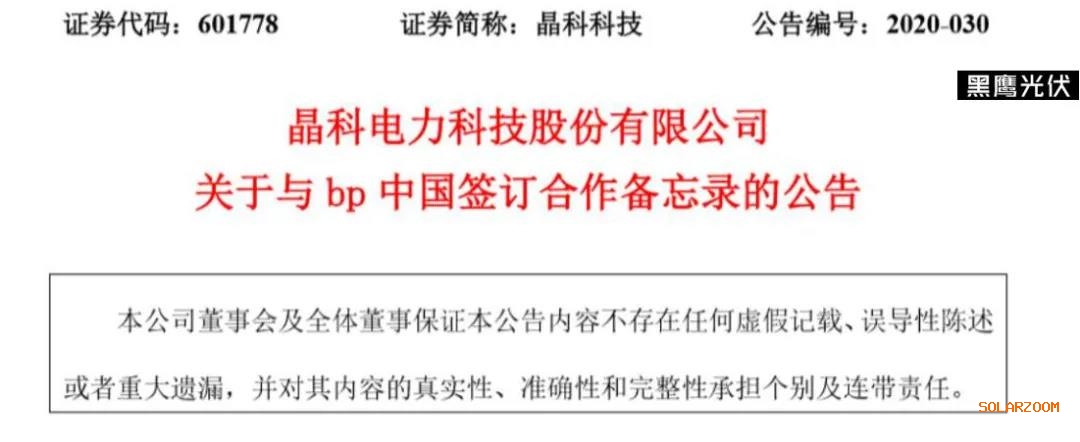 证券代码：601778 证券简称：晶科科技 公告编号：2020-030
黑鹰光伏
晶科电力科技股份有限公司
关于与 bp 中国签订合作备忘录的公告
本公司董事会及全体董事保证本公告内容不存在任何虚假记载、误导性陈述
或者重大遗漏，并对其内容的真实性、准确性和完整性承担个别及连带责任。
SOLARZOOM